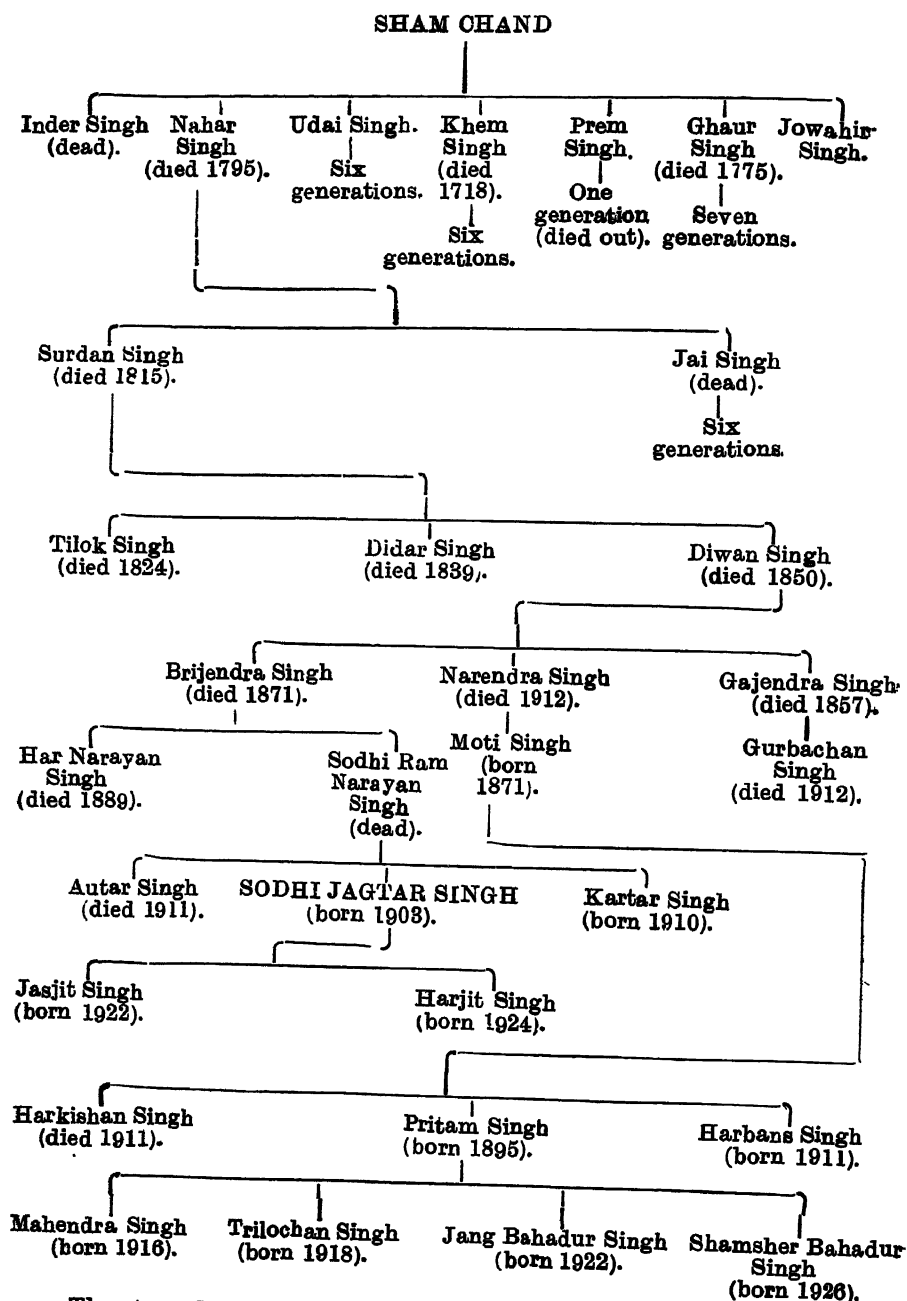 SHAM CHAND
Inder Singh
(dead).
Nahar
Singh
(died 1795).
Udai Singh.
Six
generations.
Khem
Singh
(died
1718).
Six
generations.
Prem
Singh.
One
generation
(died out).
Ghaur
Singh
(died 1775).
Seven
generations.
Jowahir
Singh.
Surdan Singh
(died 1815).
Jai Singh
(dead).
Six
generations.
Tilok Singh
(died 1824).
Didar Singh
(died 1839).
Diwan Singh
(died 1850).
Brijendra Singh
(died 1871).
Narendra Singh
(died 1912).
Gajendra Singh
(died 1857).
Har Narayan
Singh
(died 1889).
Sodhi Ram
Narayan
Singh
(dead).
Moti Singh
(born
1871).
Gurbachan
Singh
(died 1912).
Autar Singh
(died 1911).
SODHI JAGTAR SINGH
(born 1903).
Kartar Singh
(born 1910).
Jasjit Singh
(born 1922).
Harjit Singh
(born 1924).
Harkishan Singh
(died 1911).
Pritam Singh
(born 1895).
Harbans Singh
(born 1911).
Mahendra Singh
(born 1916).
Trilochan Singh
(born 1918).
Jang Bahadur Singh
(born 1922).
Shamsher Bahadur
Singh
(born 1926).